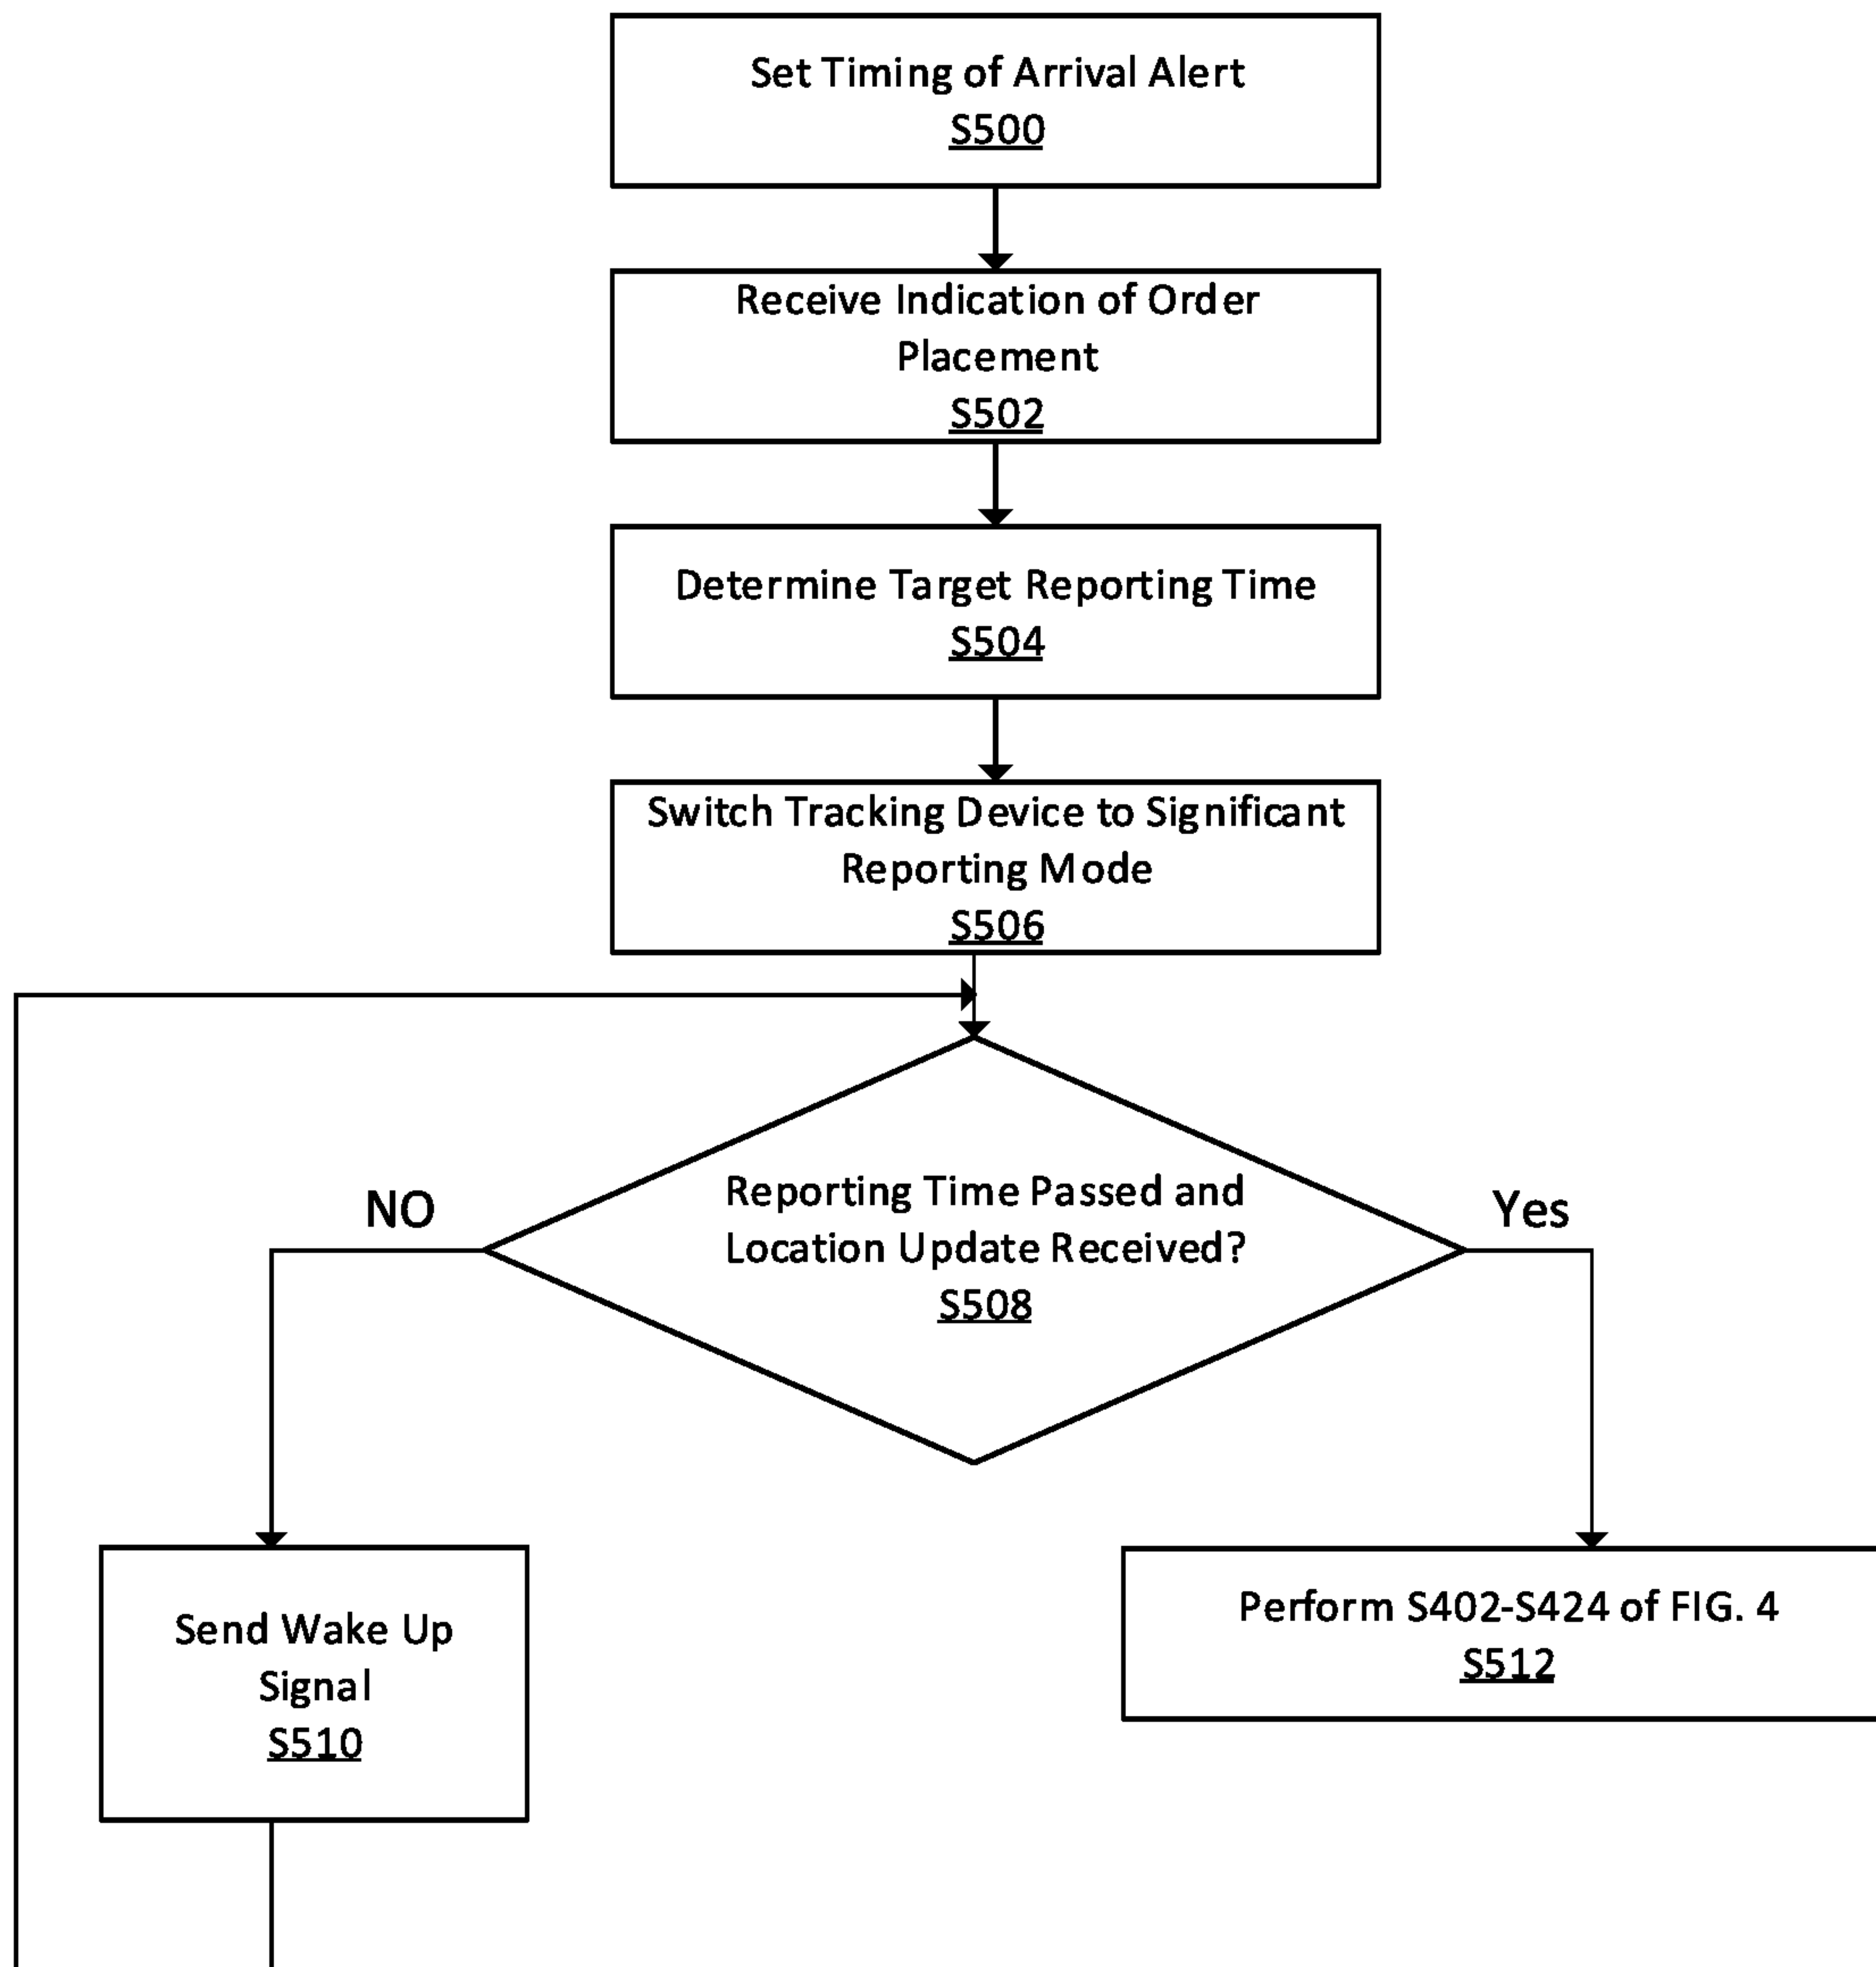 Set Timing of Arrival Alert
S500
Receive Indication of Order
Placement
S502
Determine Target Reporting Time
S504
Switch Tracking Device to Significant
Reporting Mode
S506
Reporting Time Passed and
Location Update Received?
S508
NO
Yes
Send Wake Up
Signal
S510
Perform S402-S424 of FIG. 4
S512